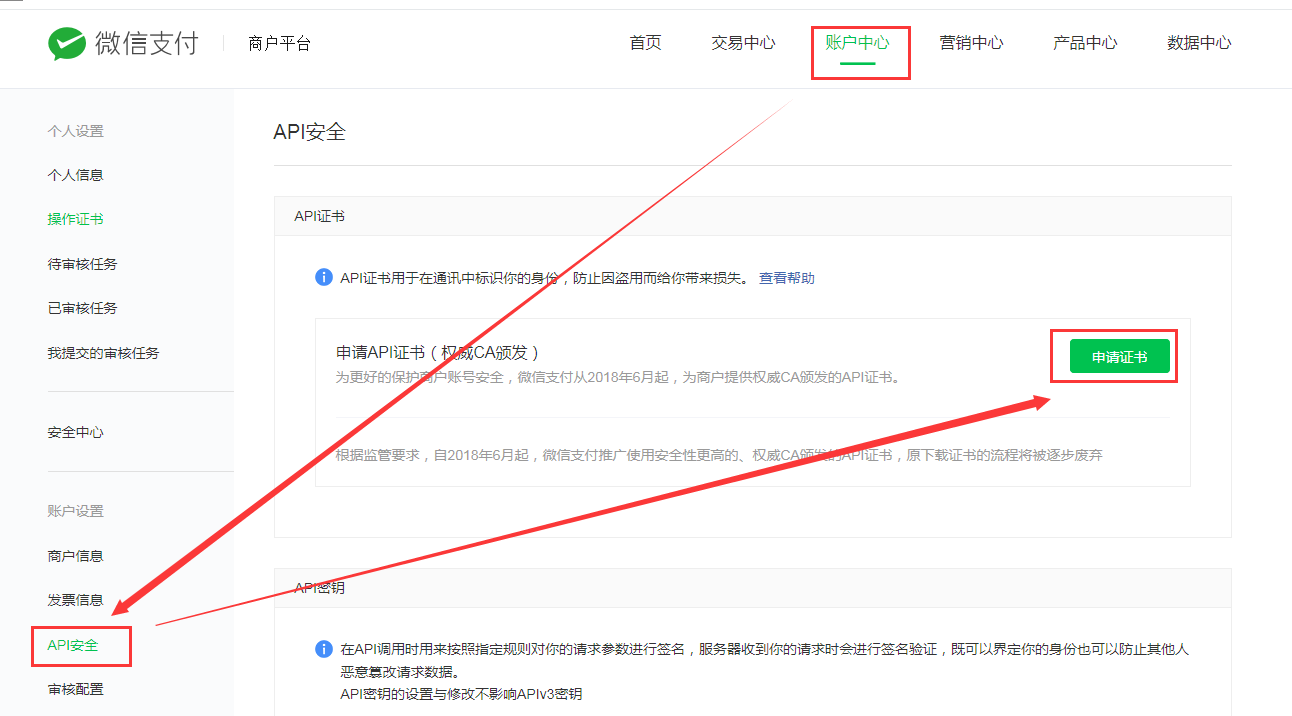 微信支付 商户平台 首页 交易中心 账户中心 营销中心 产品中心 数据中心
个人设置
个人信息
操作证书
待审核任务
已审核任务
我提交的审核任务
安全中心
账户设置
商户信息
发票信息
API安全
审核配置
API安全
API证书
API证书用于在通讯中标识你的身份，防止因盗用而给你带来损失。 查看帮助
申请API证书（权威CA颁发）
为更好的保护商户账号安全，微信支付从2018年6月起，为商户提供权威CA颁发的API证书。
申请证书
根据监管要求，自2018年6月起，微信支付推广使用安全性更高的、权威CA颁发的API证书，原下载证书的流程将被逐步废弃
API密钥
在API调用时用来按照指定规则对你的请求参数进行签名，服务器收到你的请求时会进行签名验证，既可以界定你的身份也可以防止其他人
恶意篡改请求数据。
API密钥的设置与修改不影响APIv3密钥